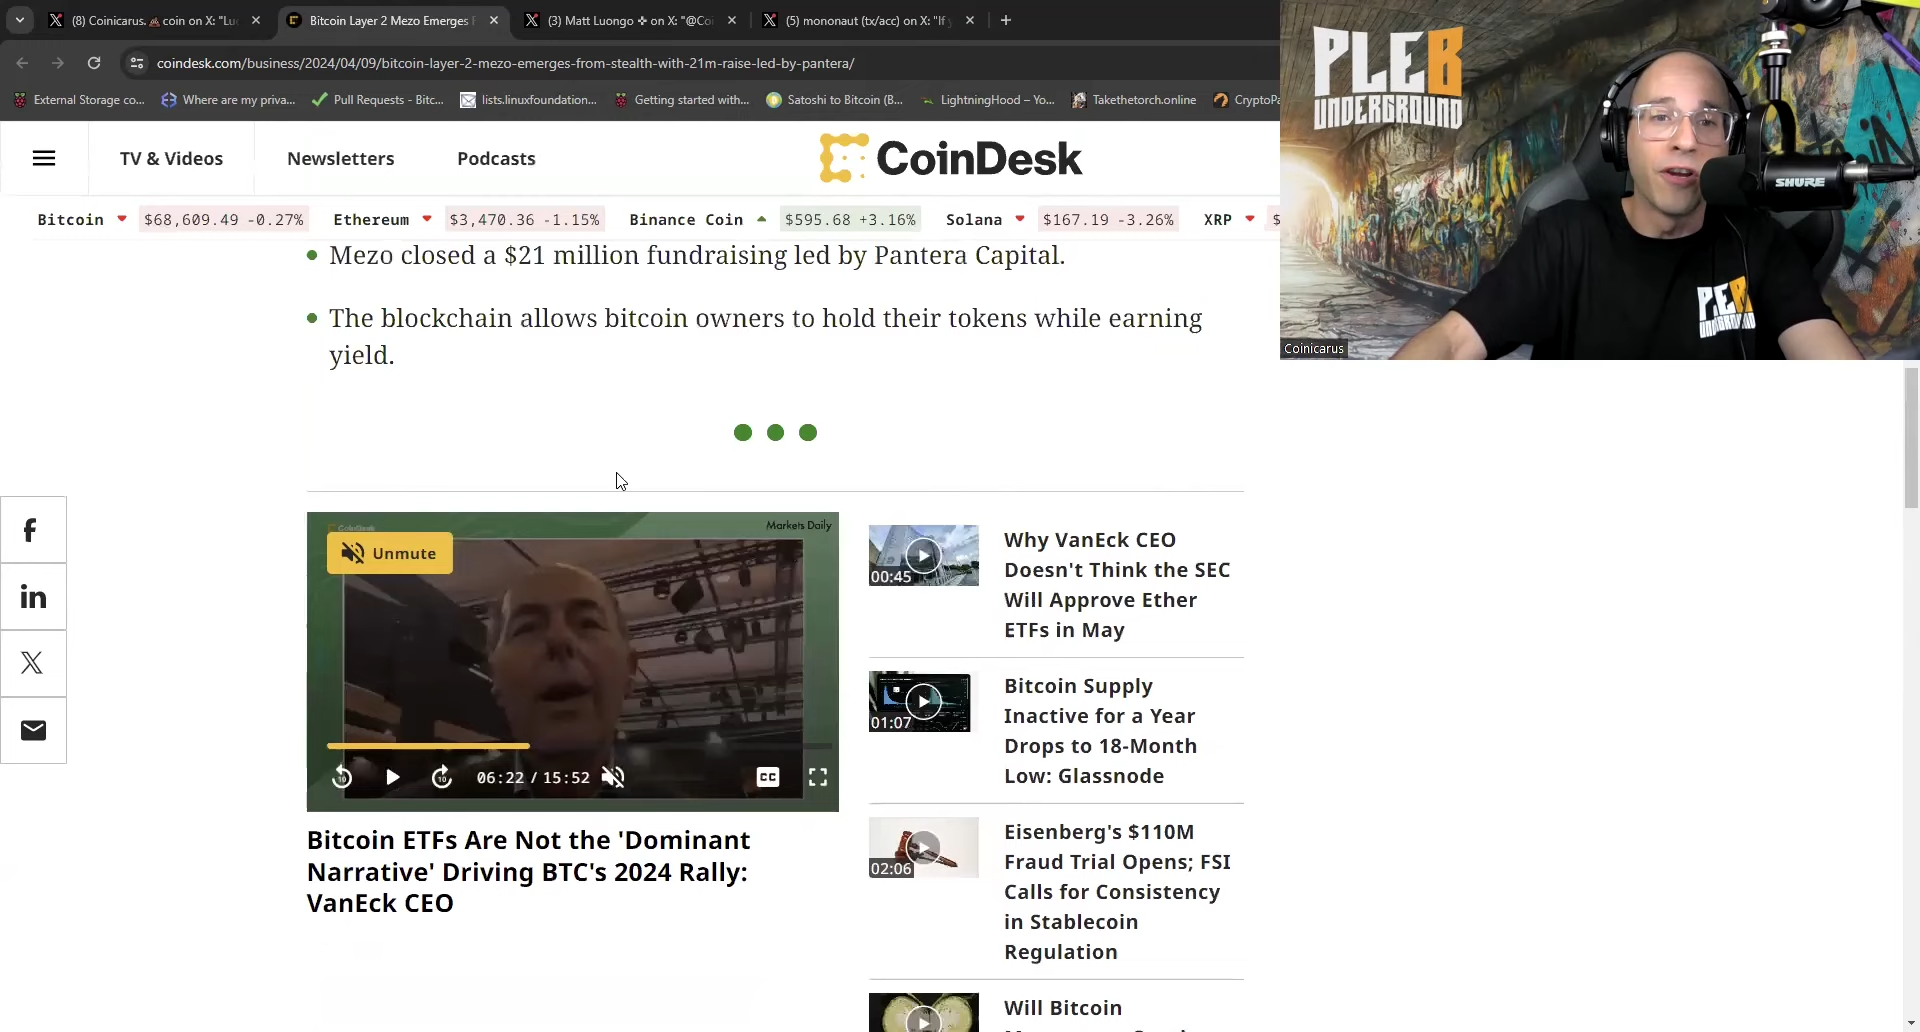 (8) Coinicarus. coin on X: "Lu
Bitcoin Layer 2 Mezo Emerges F
(3) Matt Luongo on X: "@Coi
(5) mononaut (tx/acc) on X: "If
coindesk.com/business/2024/04/09/bitcoin-layer-2-mezo-emerges-from-stealth-with-21m-raise-led-by-pantera/
External Storage co...
Where are my priva...
Pull Requests - Bitc...
lists.linuxfoundation...
Getting started with...
Satoshi to Bitcoin (B...
LightningHood – Yo...
Takethetorch.online
CryptoPa
TV & Videos
Newsletters
Podcasts
CoinDesk
Bitcoin $68,609.49 -0.27% Ethereum $3,470.36 -1.15% Binance Coin $595.68 +3.16% Solana $167.19 -3.26% XRP $
Mezo closed a $21 million fundraising led by Pantera Capital.
The blockchain allows bitcoin owners to hold their tokens while earning
yield.
CoinDesk
Markets Daily
Unmute
10
10
06:22 / 15:52
CC
Bitcoin ETFs Are Not the 'Dominant
Narrative' Driving BTC's 2024 Rally:
VanEck CEO
00:45
Why VanEck CEO
Doesn't Think the SEC
Will Approve Ether
ETFs in May
01:07
Bitcoin Supply
Inactive for a Year
Drops to 18-Month
Low: Glassnode
02:06
Eisenberg's $110M
Fraud Trial Opens; FSI
Calls for Consistency
in Stablecoin
Regulation
Will Bitcoin
PLEB
UNDERGROUND
SHURE
PLEB
UNDERGROUND
Coinicarus